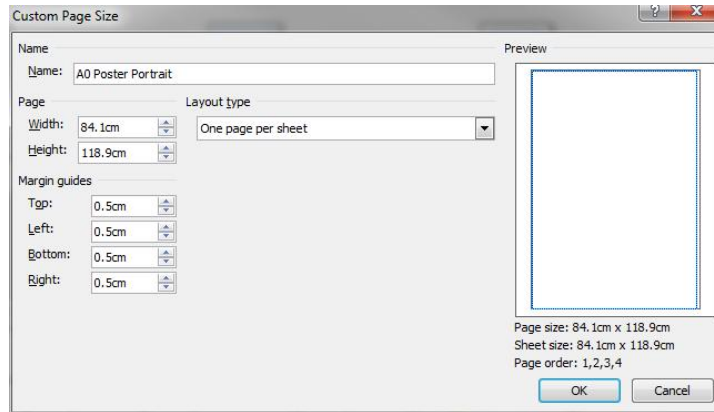 Custom Page Size
Name
Name: A0 Poster Portrait
Page
Width: 84.1cm
Height: 118.9cm
Layout type
One page per sheet
Margin guides
Top: 0.5cm
Left: 0.5cm
Bottom: 0.5cm
Right: 0.5cm
Preview
Page size: 84.1cm x 118.9cm
Sheet size: 84.1cm x 118.9cm
Page order: 1,2,3,4
OK Cancel